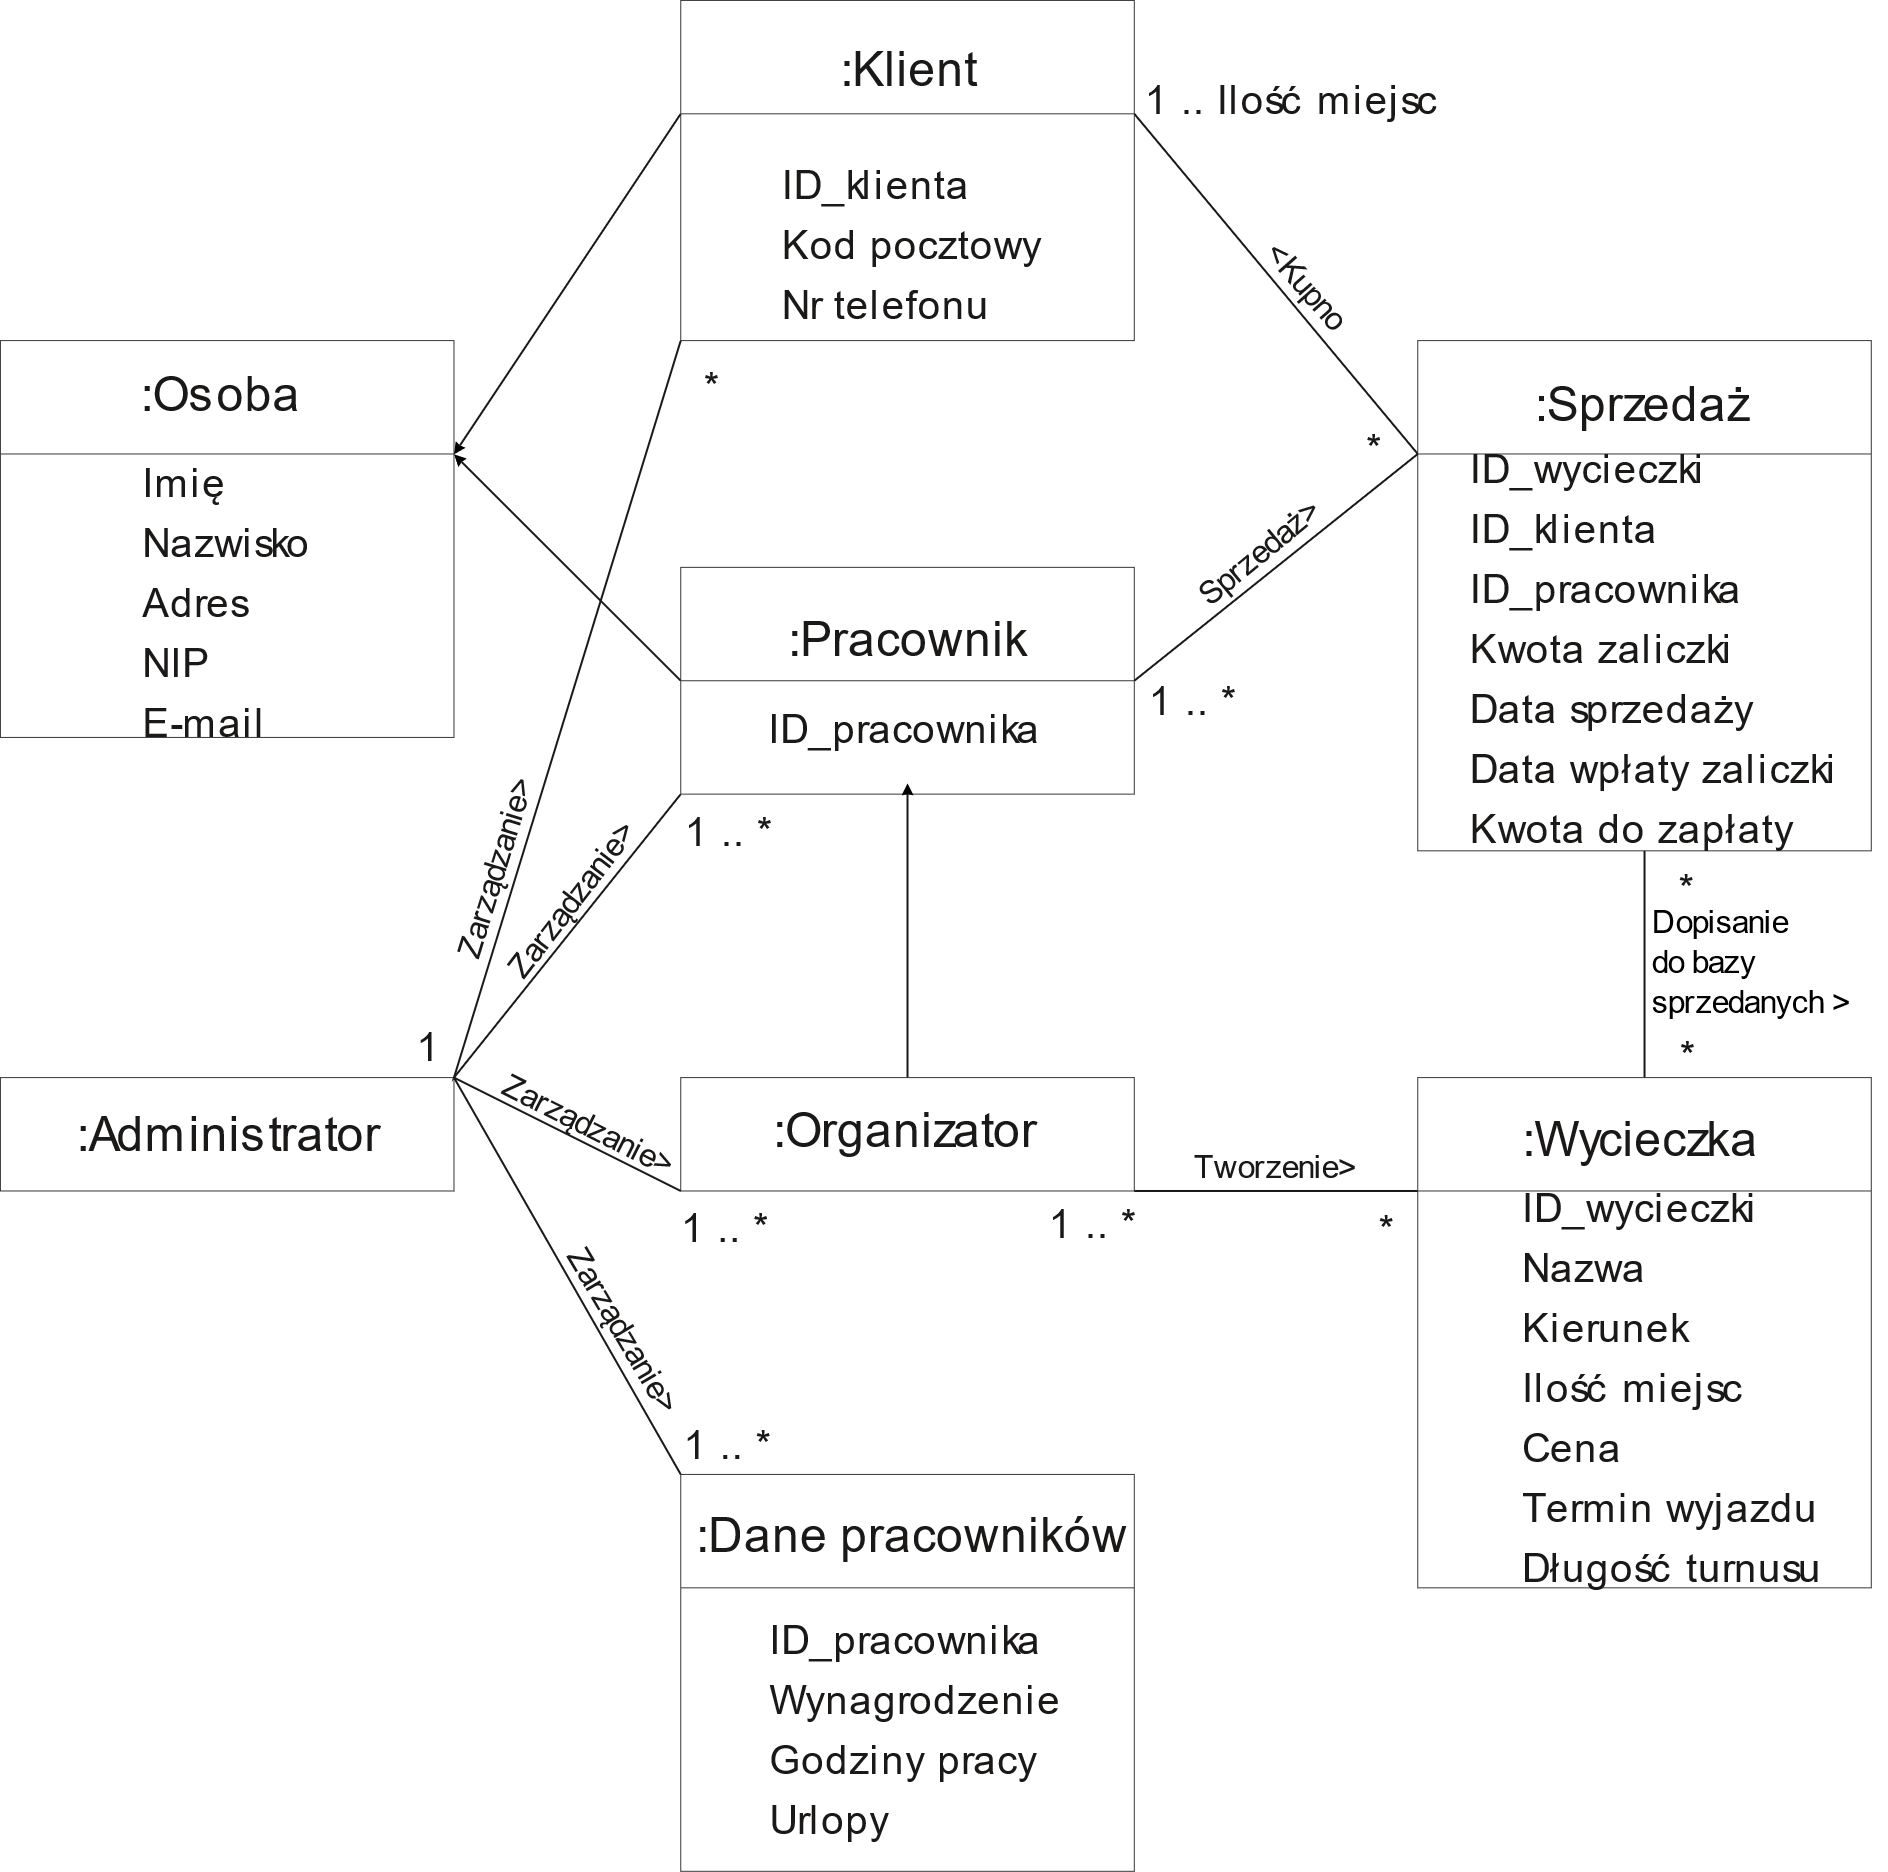 :Klient
ID_klienta
Kod pocztowy
Nr telefonu
1 .. Ilość miejsc
<Kupno
*
:Osoba
Imię
Nazwisko
Adres
NIP
E-mail
*
:Sprzedaż
ID_wycieczki
ID_klienta
ID_pracownika
Kwota zaliczki
Data sprzedaży
Data wpłaty zaliczki
Kwota do zapłaty
Sprzedaż>
:Pracownik
ID_pracownika
1 .. *
1 .. *
Zarządzanie>
Zarządzanie>
*
Dopisanie
do bazy
sprzedanych >
*
1
:Administrator
Zarządzanie>
:Organizator
1 .. *
1 .. *
Tworzenie>
*
:Wycieczka
ID_wycieczki
Nazwa
Kierunek
Ilość miejsc
Cena
Termin wyjazdu
Długość turnusu
Zarządzanie>
1 .. *
:Dane pracowników
ID_pracownika
Wynagrodzenie
Godziny pracy
Urlopy